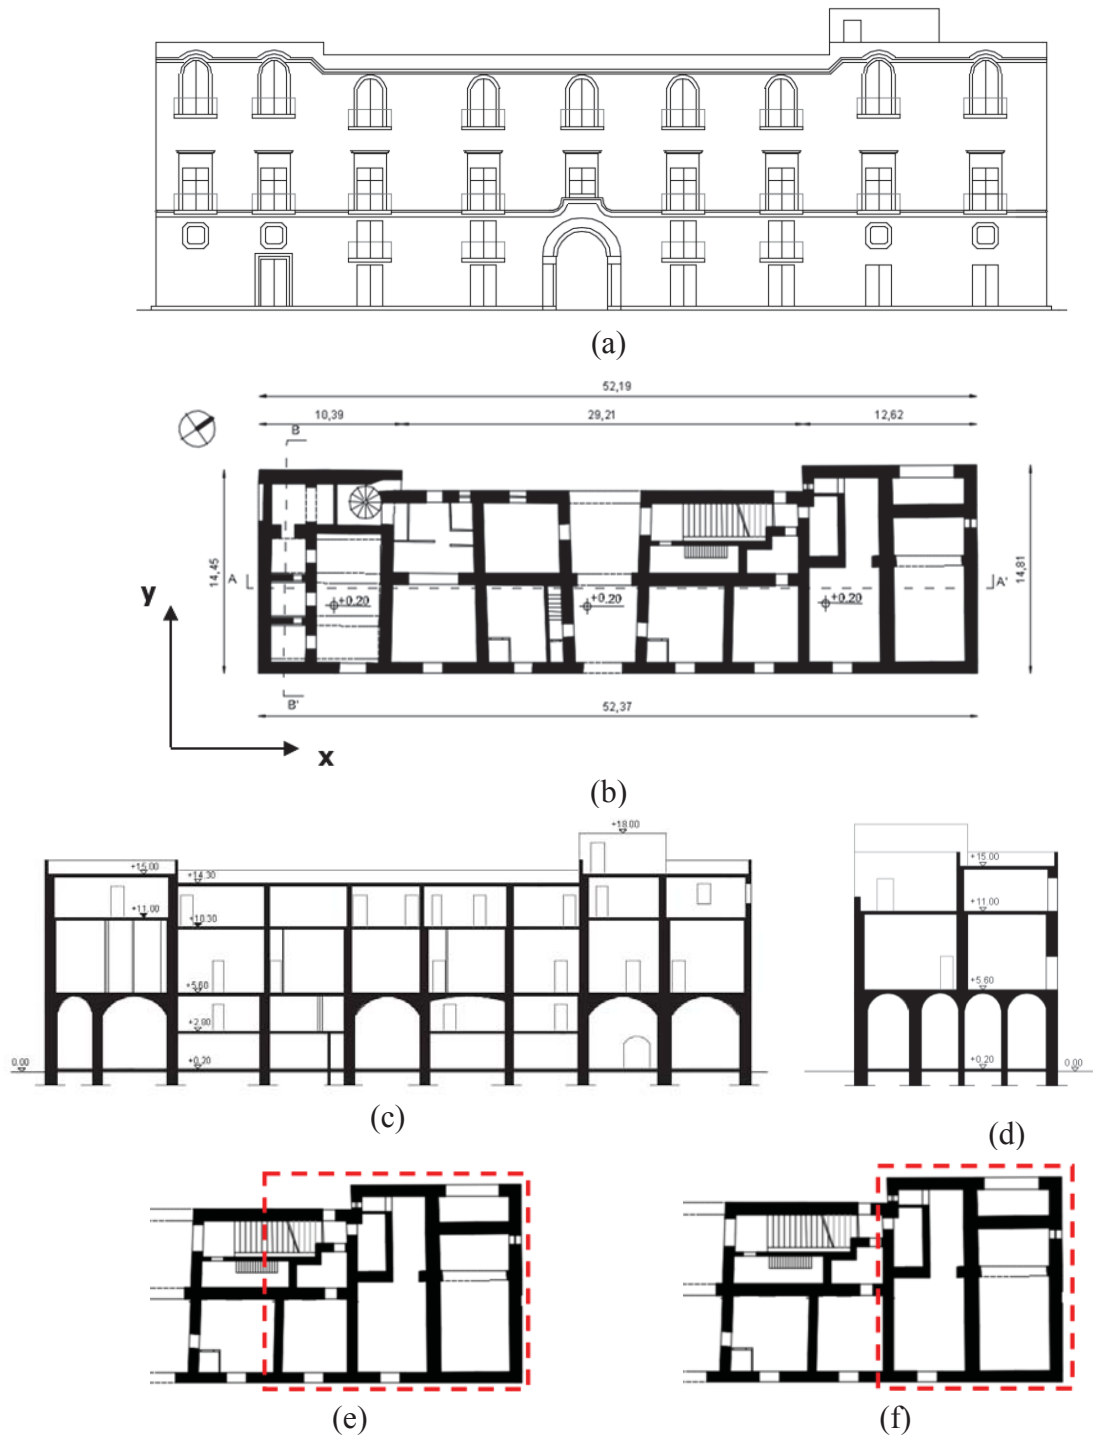 (a)
52,19
10,39 29,21 12,62
B
14,45
A
+0.20
+0.20
+0.20
A'
14,81
y
B'
52,37
x
(b)
+18.00
+15.00
+14.30
+11.00
+10.30
+5.60
+2.80
0.00
+0.20
(c)
+15.00
+11.00
+5.60
+0.20
0.00
(d)
(e)
(f)